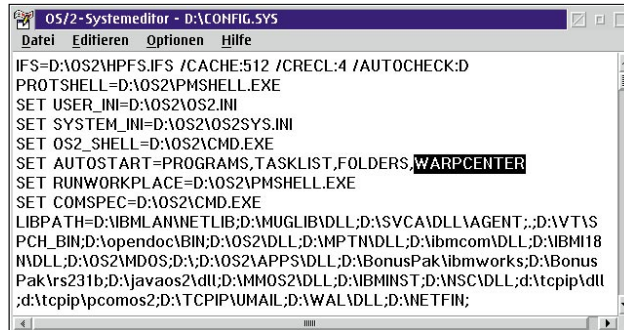 OS/2-Systemeditor - D:\CONFIG.SYS
Datei Editieren Optionen Hilfe
IFS=D:\OS2\HPFS.IFS /CACHE:512 /CRECL:4 /AUTOCHECK:D
PROTSHELL=D:\OS2\PMSHELL.EXE
SET USER_INI=D:\OS2\OS2.INI
SET SYSTEM_INI=D:\OS2\OS2SYS.INI
SET OS2_SHELL=D:\OS2\CMD.EXE
SET AUTOSTART=PROGRAMS,TASKLIST,FOLDERS,WARPCENTER
SET RUNWORKPLACE=D:\OS2\PMSHELL.EXE
SET COMSPEC=D:\OS2\CMD.EXE
LIBPATH=D:\IBMLAN\NETLIB;D:\MUGLIB\DLL;D:\SVCA\DLL\AGENT;.;D:\VT\S
PCH_BIN;D:\opendoc\BIN;D:\OS2\DLL;D:\MPTN\DLL;D:\ibmcom\DLL;D:\IBMI18
N\DLL;D:\OS2\MDOS;D:\;D:\OS2\APPS\DLL;D:\BonusPak\ibmworks;D:\Bonus
Pak\rs231b;D:\javaos2\dll;D:\MMOS2\DLL;D:\IBMINST;D:\NSC\DLL;d:\tcpip\dll
;d:\tcpip\pcomos2;D:\TCPIP\UMAIL;D:\WAL\DLL;D:\NETFIN;